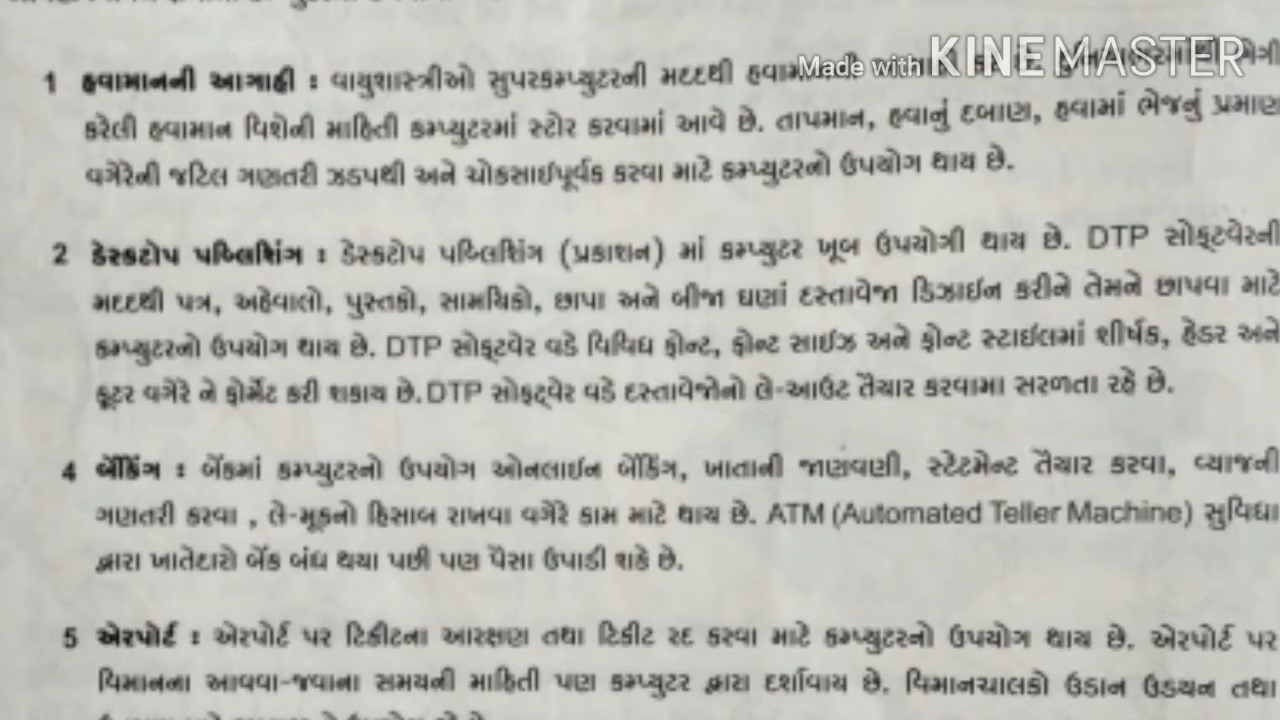 Made with KINEMASTER
1 હવામાનની આગાહી : વાયુશાસ્ત્રીઓ સુપરકમ્પ્યુટરની મદદથી
કરેલી હવામાન વિશેની માહિતી કમ્પ્યુટરમાં સ્ટોર કરવામાં આવે છે. તાપમાન, હવાનું દબાણ, હવામાં ભેજનું પ્રમાણ
વગેરેની જટિલ ગણતરી ઝડપથી અને ચોકસાઈપૂર્વક કરવા માટે કમ્પ્યુટરનો ઉપયોગ થાય છે.
2 ડેસ્કટોપ પબ્લિશિંગ : ડેસ્કટોપ પબ્લિશિંગ (પ્રકાશન) માં કમ્પ્યુટર ખૂબ ઉપયોગી થાય છે. DTP સોફ્ટવેરની
મદદથી પત્ર, અહેવાલો, પુસ્તકો, સામયિકો, છાપા અને બીજા ઘણાં દસ્તાવેજા ડિઝાઈન કરીને તેમને છાપવા માટે
કમ્પ્યુટરનો ઉપયોગ થાય છે. DTP સોફ્ટવેર વડે વિવિધ ફોન્ટ, ફોન્ટ સાઈઝ અને ફોન્ટ સ્ટાઈલમાં શીર્ષક, હેડર અને
ફૂટર વગેરે ને ફોર્મેટ કરી શકાય છે. DTP સોફ્ટ્વેર વડે દસ્તાવેજોનો લે-આઉટ તૈયાર કરવામા સરળતા રહે છે.
4 બેંકિંગ : બેંકમાં કમ્પ્યુટરનો ઉપયોગ ઓનલાઈન બેંકિંગ, ખાતાની જાણવણી, સ્ટેટમેન્ટ તૈયાર કરવા, વ્યાજની
ગણતરી કરવા , લે-મૂકનો હિસાબ રાખવા વગેરે કામ માટે થાય છે. ATM (Automated Teller Machine) સુવિધા
દ્વારા ખાતેદારો બેંક બંધ થયા પછી પણ પૈસા ઉપાડી શકે છે.
5 એરપોર્ટ : એરપોર્ટ પર ટિકીટના આરક્ષણ તથા ટિકીટ રદ કરવા માટે કમ્પ્યુટરનો ઉપયોગ થાય છે. એરપોર્ટ પર
વિમાનના આવવા-જવાના સમયની માહિતી પણ કમ્પ્યુટર દ્વારા દર્શાવાય છે. વિમાનચાલકો ઉડાન ઉડ્યન તથા